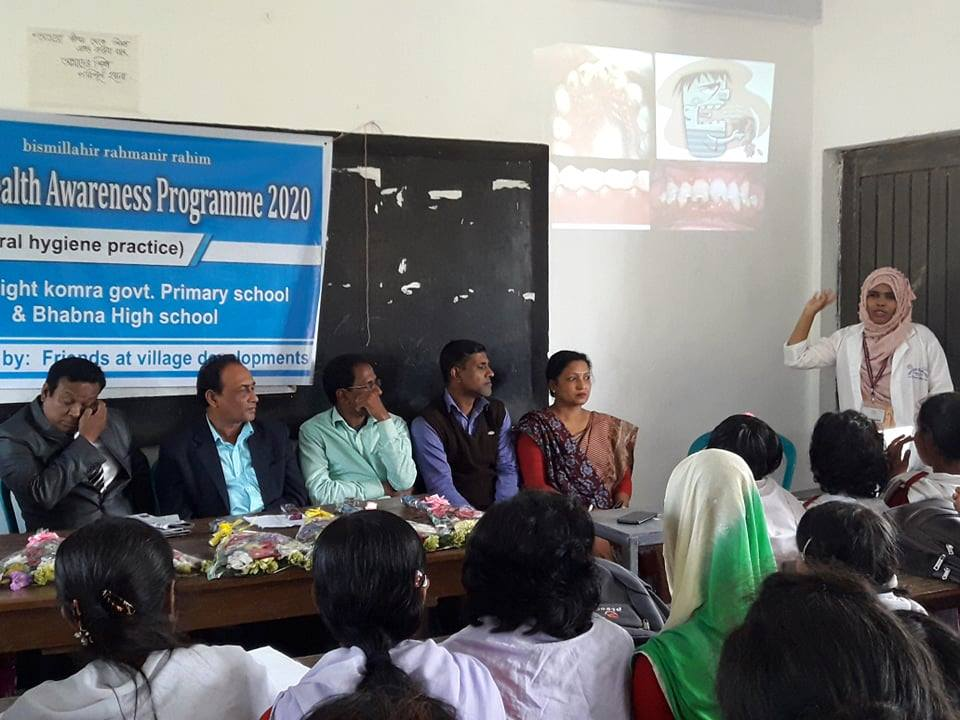 bismillahir rahmanir rahim
ealth Awareness Programme 2020
ral hygiene practice)
ight komra govt. Primary school
& Bhabna High school
by: Friends at village developments